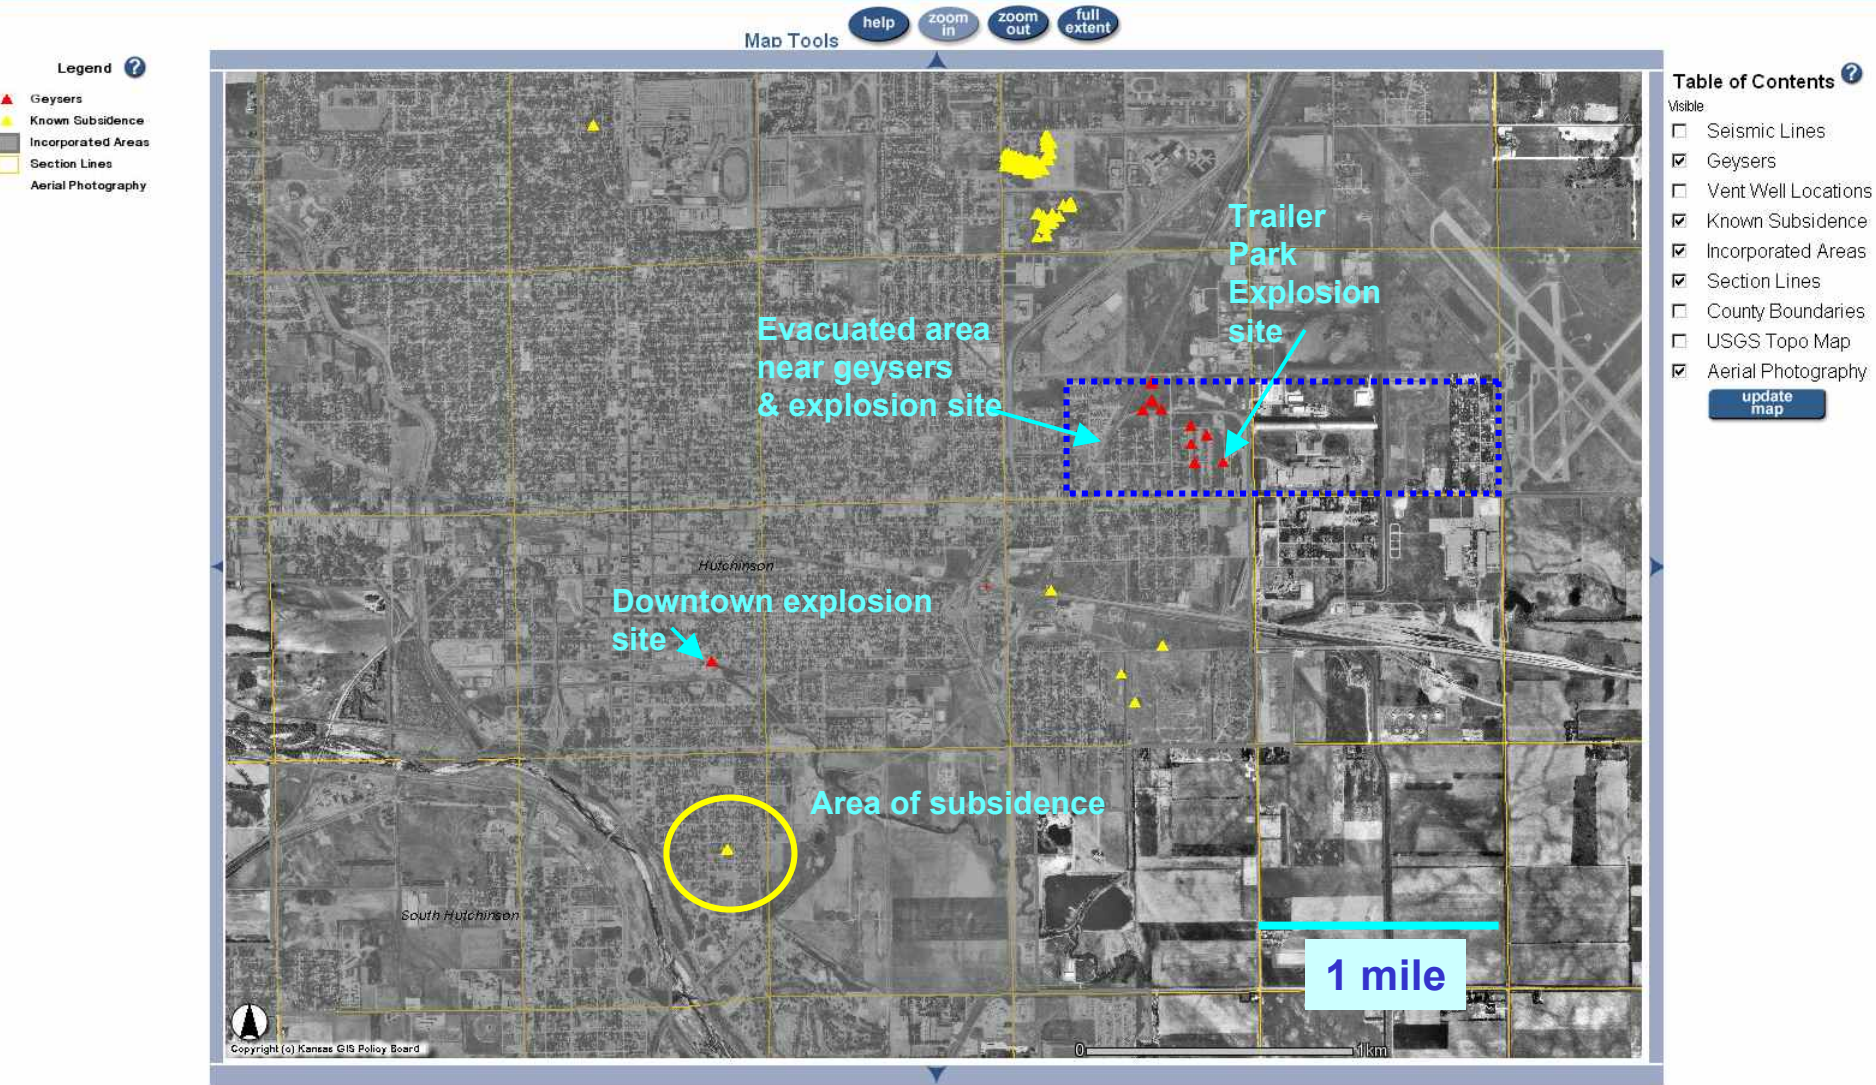 help
zoom
in
zoom
out
full
extent
Map Tools
Legend ?
Geysers
Known Subsidence
Incorporated Areas
Section Lines
Aerial Photography
Table of Contents ?
Visible
Seismic Lines
Geysers
Vent Well Locations
Known Subsidence
Incorporated Areas
Section Lines
County Boundaries
USGS Topo Map
Aerial Photography
update
map
Trailer
Park
Explosion
site
Evacuated area
near geysers
& explosion site
Hutchinson
Downtown explosion
site
Area of subsidence
South Hutchinson
1 mile
Copyright (c) Kansas GIS Policy Board
0 1km